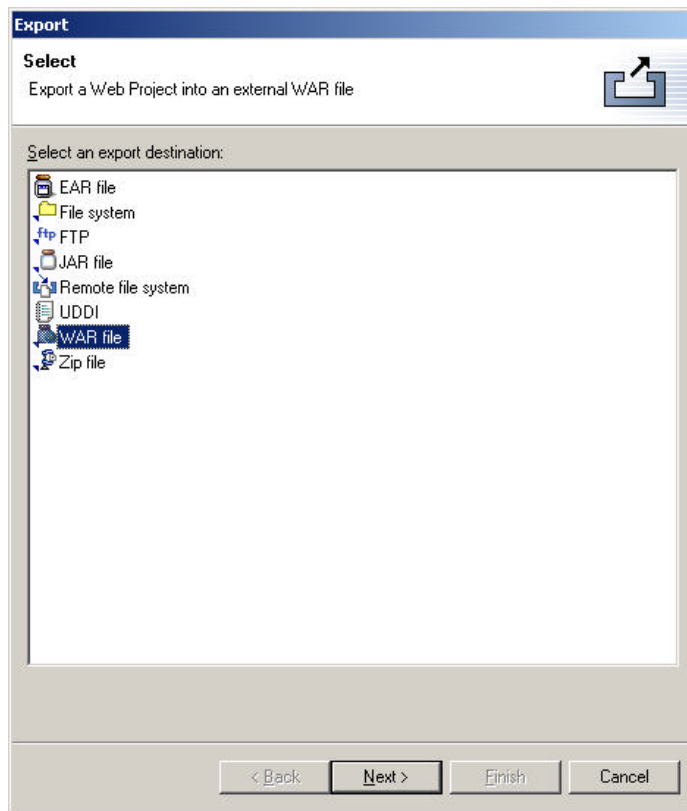 Export
Select
Export a Web Project into an external WAR file
Select an export destination:
EAR file
File system
ftp FTP
JAR file
Remote file system
UDDI
WAR file
Zip file
< Back Next > Finish Cancel